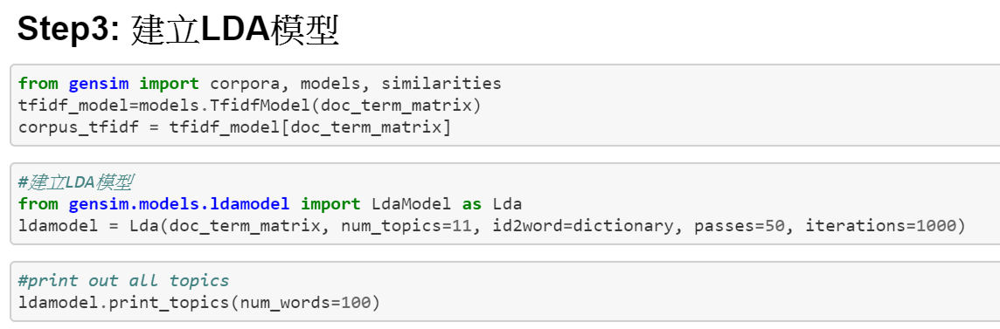 Step3: 建立LDA模型
from gensim import corpora, models, similarities
tfidf_model=models.TfidfModel(doc_term_matrix)
corpus_tfidf = tfidf_model[doc_term_matrix]
#建立LDA模型
from gensim.models.ldamodel import LdaModel as Lda
ldamodel = Lda(doc_term_matrix, num_topics=11, id2word=dictionary, passes=50, iterations=1000)
#print out all topics
ldamodel.print_topics(num_words=100)